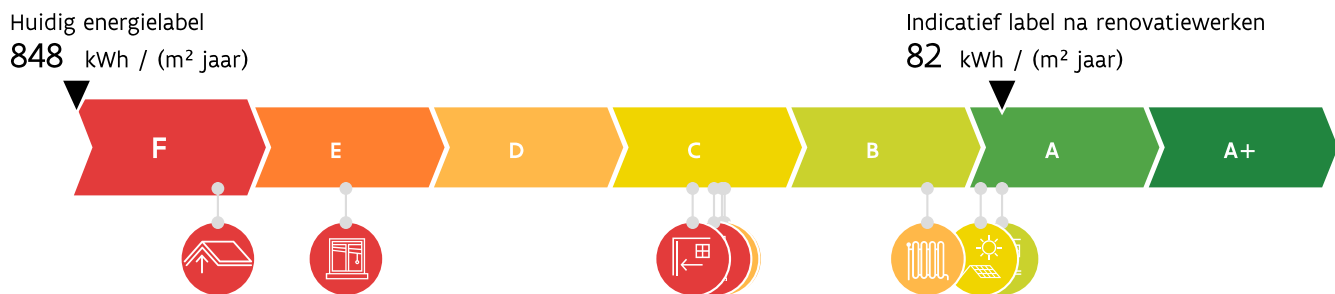 Huidig energielabel
848 kWh / (m² jaar)
Indicatief label na renovatiewerken
82 kWh / (m² jaar)
F
E
D
C
B
A
A+